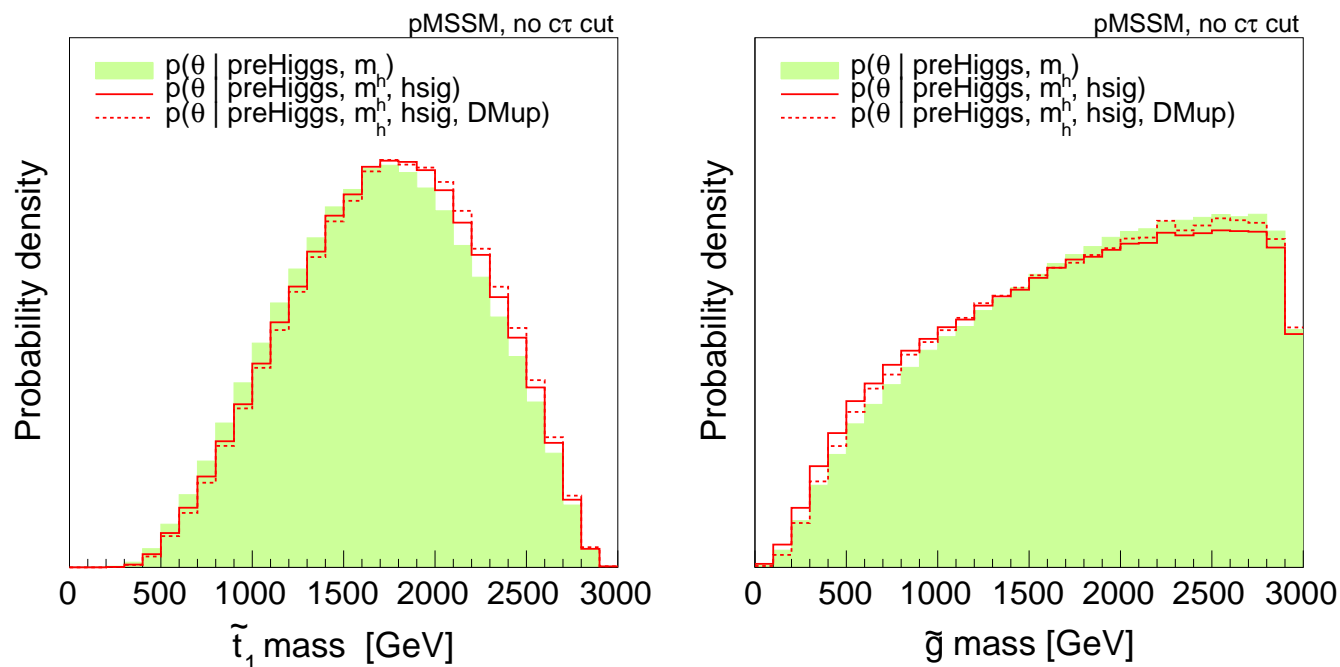 pMSSM, no cτ cut
p(θ | preHiggs, m_h)
p(θ | preHiggs, m_h, hsig)
p(θ | preHiggs, m_h, hsig, DMup)
Probability density
0 500 1000 1500 2000 2500 3000
t̃_1 mass [GeV]
pMSSM, no cτ cut
p(θ | preHiggs, m_h)
p(θ | preHiggs, m_h, hsig)
p(θ | preHiggs, m_h, hsig, DMup)
Probability density
0 500 1000 1500 2000 2500 3000
g̃ mass [GeV]